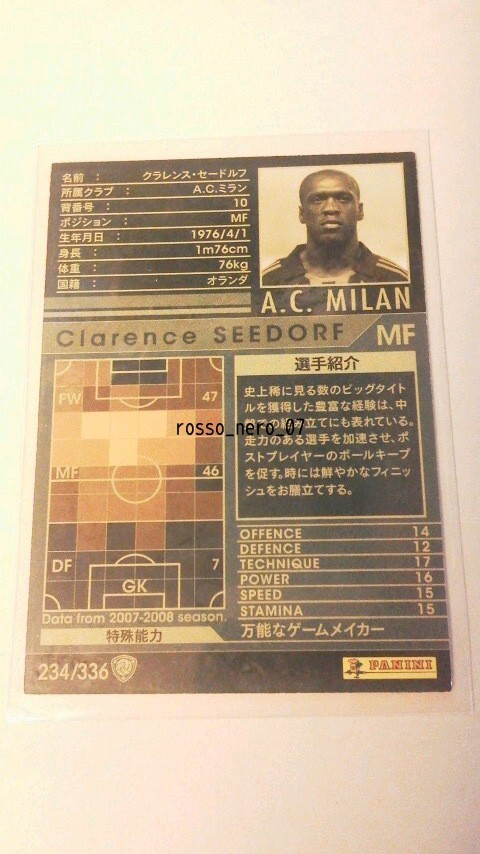 名前 : クラレンス・セードルフ
所属クラブ : A.C.ミラン
背番号 : 10
ポジション : MF
生年月日 : 1976/4/1
身長 : 1m76cm
体重 : 76kg
国籍 : オランダ
A.C. MILAN
Clarence SEEDORF MF
FW 47
MF 46
DF 7
GK
Data from 2007-2008 season.
選手紹介
史上稀に見る数のビッグタイト
ルを獲得した豊富な経験は、中
立てにも表れている。
走力のある選手を加速させ、ポ
ストプレイヤーのボールキープ
を促す。時には鮮やかなフィニッ
シュをお膳立てする。
rosso_nero_07
OFFENCE 14
DEFENCE 12
TECHNIQUE 17
POWER 16
SPEED 15
STAMINA 15
特殊能力 万能なゲームメイカー
234/336
PANINI